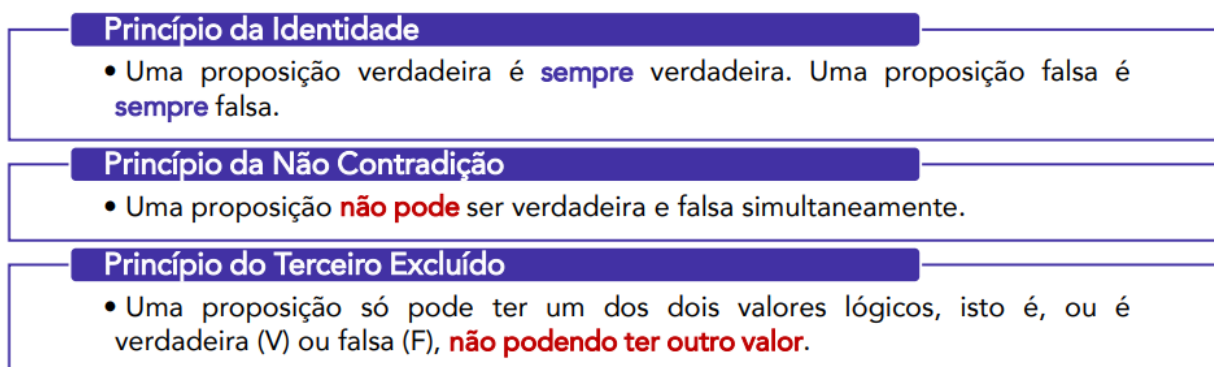 Princípio da Identidade
• Uma proposição verdadeira é sempre verdadeira. Uma proposição falsa é
sempre falsa.
Princípio da Não Contradição
• Uma proposição não pode ser verdadeira e falsa simultaneamente.
Princípio do Terceiro Excluído
• Uma proposição só pode ter um dos dois valores lógicos, isto é, ou é
verdadeira (V) ou falsa (F), não podendo ter outro valor.